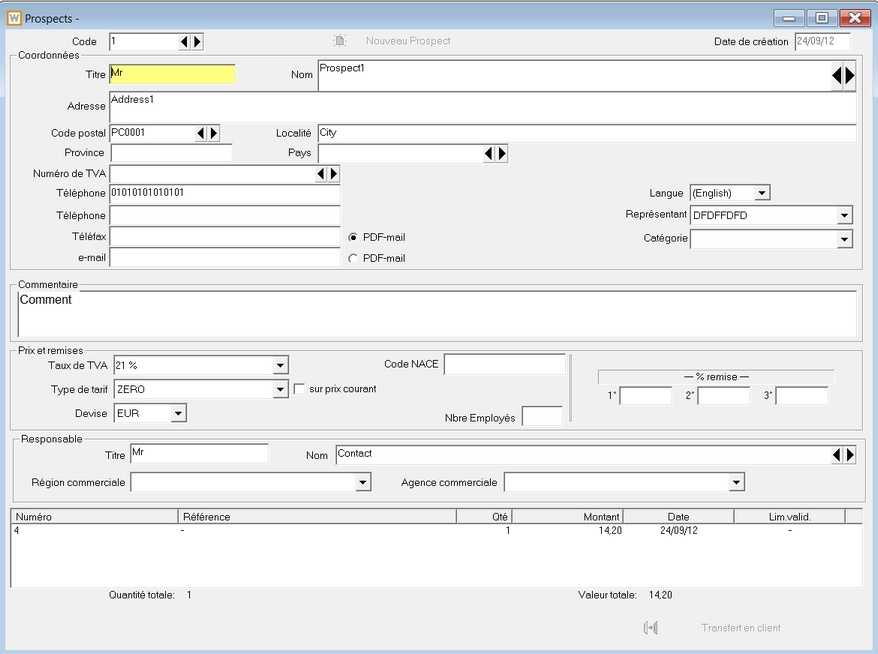 Prospects -
Code 1 Nouveau Prospect Date de création 24/09/12
Coordonnées
Titre Mr Nom Prospect1
Adresse Address1
Code postal PC0001 Localité City
Province Pays
Numéro de TVA
Téléphone 01010101010101 Langue (English)
Téléphone Représentant DFDFFDFD
Téléfax PDF-mail Catégorie
e-mail PDF-mail
Commentaire
Comment
Prix et remises
Taux de TVA 21 % Code NACE
— % remise —
Type de tarif ZERO sur prix courant 1° 2° 3°
Devise EUR Nbre Employés
Responsable
Titre Mr Nom Contact
Région commerciale Agence commerciale
Numéro Référence Qté Montant Date Lim.valid.
4 - 1 14,20 24/09/12 -
Quantité totale: 1 Valeur totale: 14,20
Transfert en client